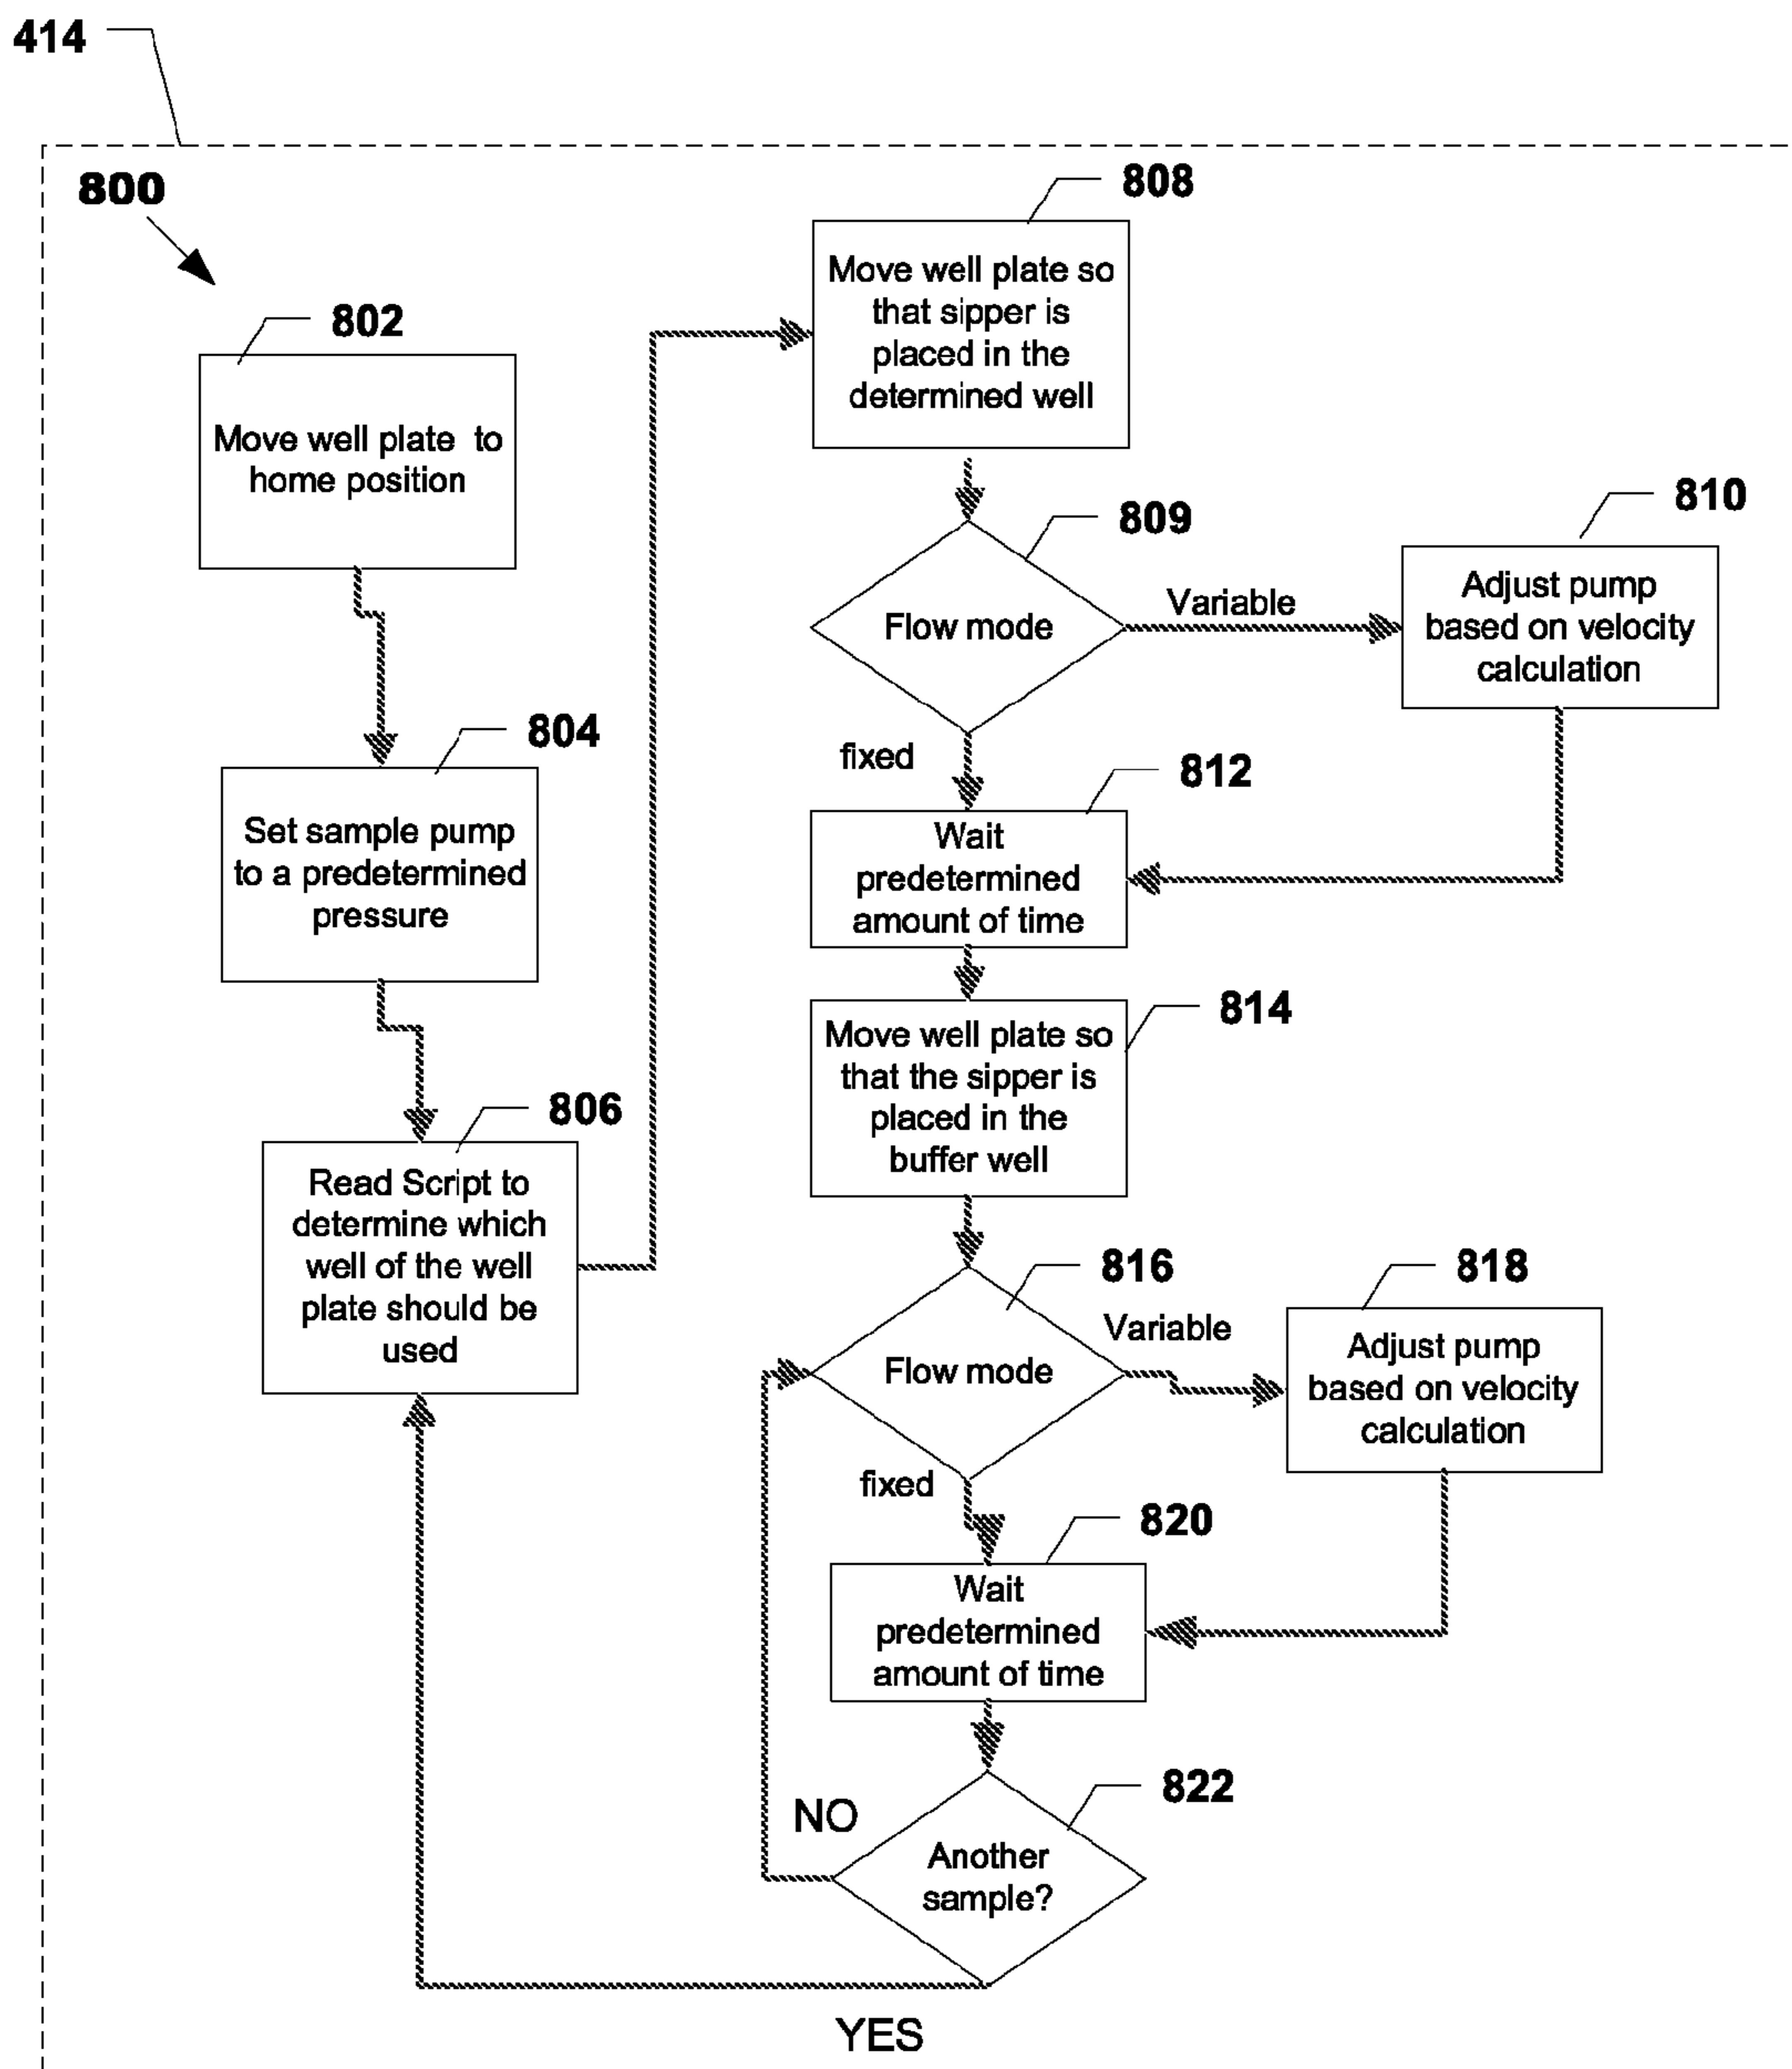 414
800
802
Move well plate to
home position
804
Set sample pump
to a predetermined
pressure
806
Read Script to
determine which
well of the well
plate should be
used
808
Move well plate so
that sipper is
placed in the
determined well
809
Flow mode
Variable
810
Adjust pump
based on velocity
calculation
fixed
812
Wait
predetermined
amount of time
814
Move well plate so
that the sipper is
placed in the
buffer well
816
Flow mode
Variable
818
Adjust pump
based on velocity
calculation
fixed
820
Wait
predetermined
amount of time
822
NO
Another
sample?
YES